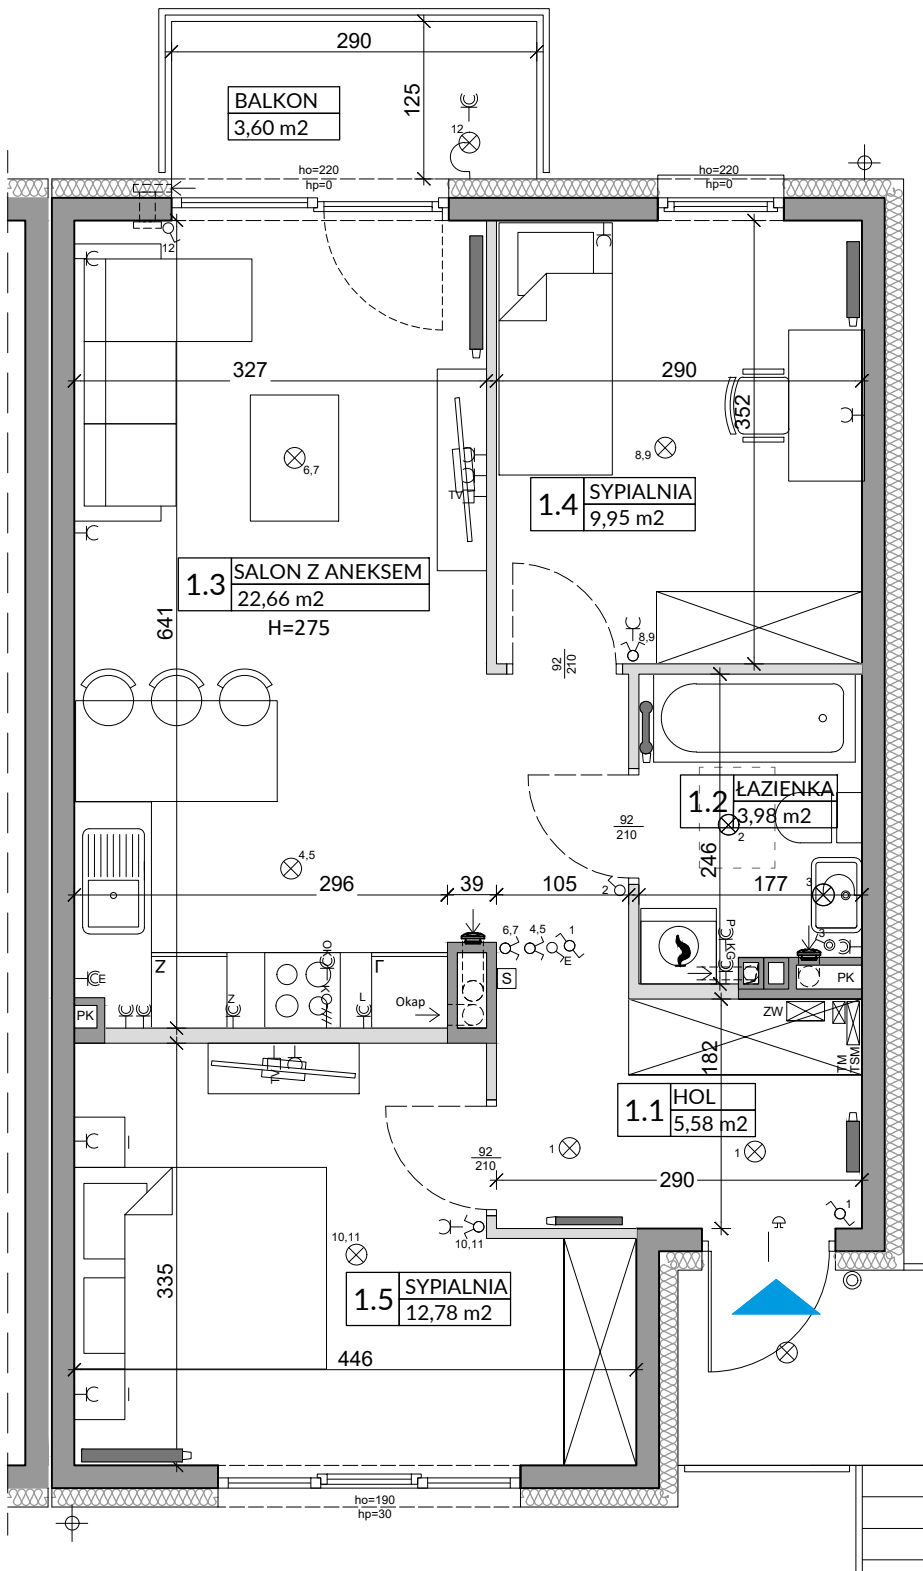 290
125
BALKON
3,60 m2
12
ho=220
hp=0
ho=220
hp=0
12
327
290
352
6,7
8,9
TV
1.4
SYPIALNIA
9,95 m2
1.3
SALON Z ANEKSEM
22,66 m2
H=275
641
8,9
92
210
1.2
ŁAZIENKA
3,98 m2
2
92
210
246
4,5
296
39
105
2
177
3
6,7
4,5
1
E
3
P
KG
OK
KO
E
Z
Z
L
Γ
Okap
S
PK
PK
ZW
TM
TSM
182
TV
1.1
HOL
5,58 m2
1
1
92
210
290
1
10,11
10,11
335
1.5
SYPIALNIA
12,78 m2
446
ho=190
hp=30